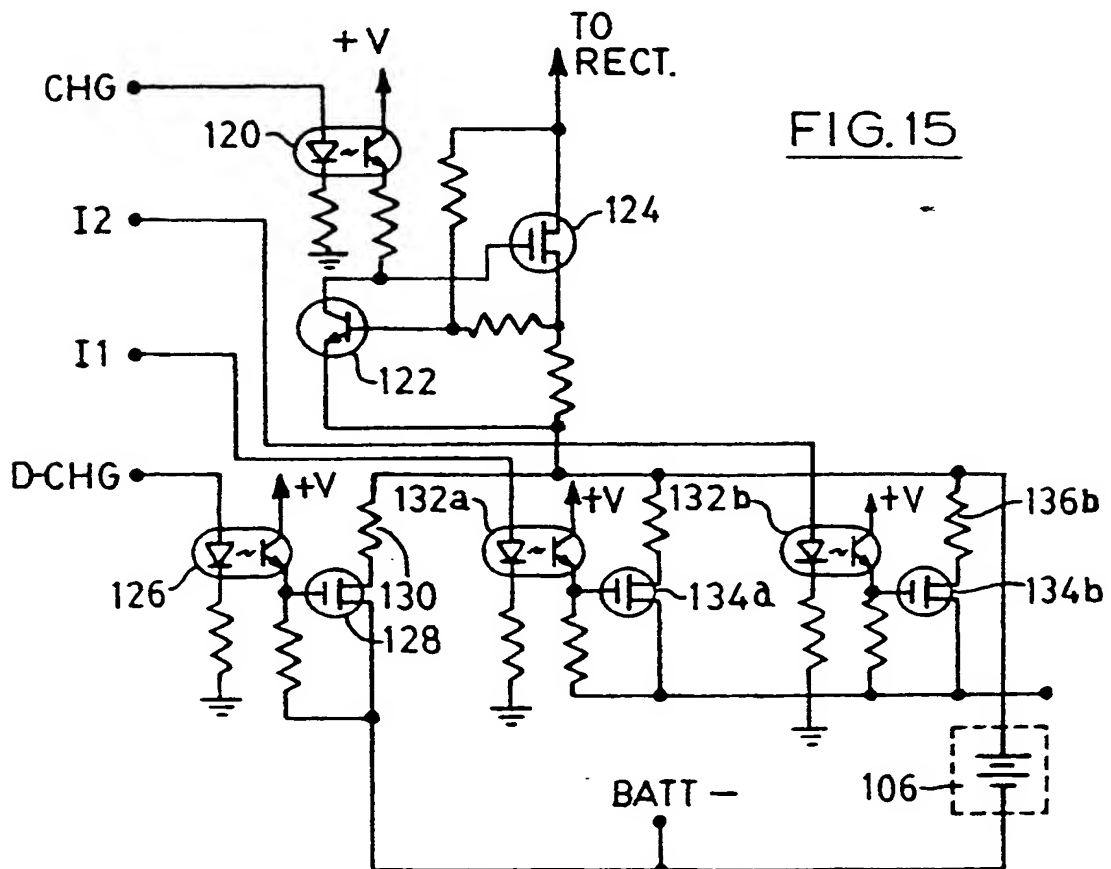 TO
RECT.
+V
CHG
FIG. 15
120
124
I2
I1
122
D-CHG
+V
132a
+V
132b
+V
136b
126
130
128
134a
134b
BATT –
106